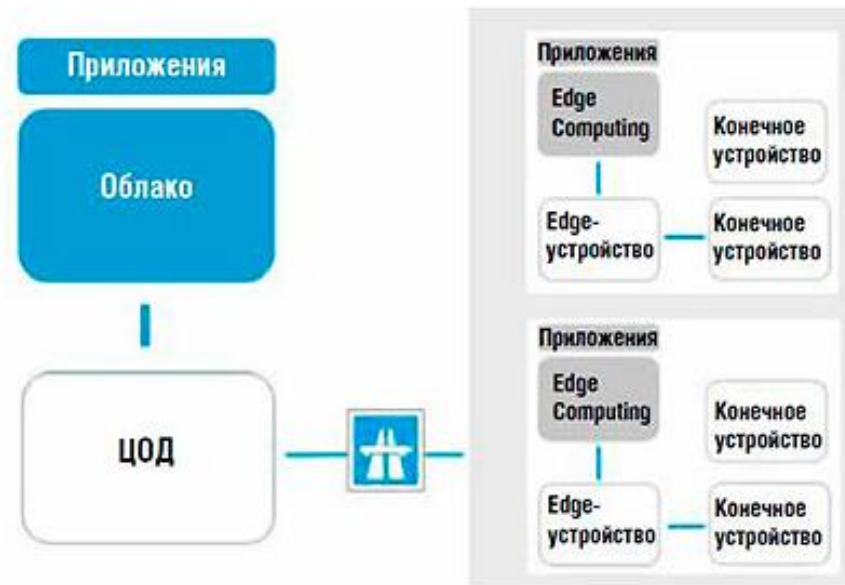 Приложения
Облако
ЦОД
Приложения
Edge
Computing
Конечное
устройство
Edge-
устройство
Конечное
устройство
Приложения
Edge
Computing
Конечное
устройство
Edge-
устройство
Конечное
устройство